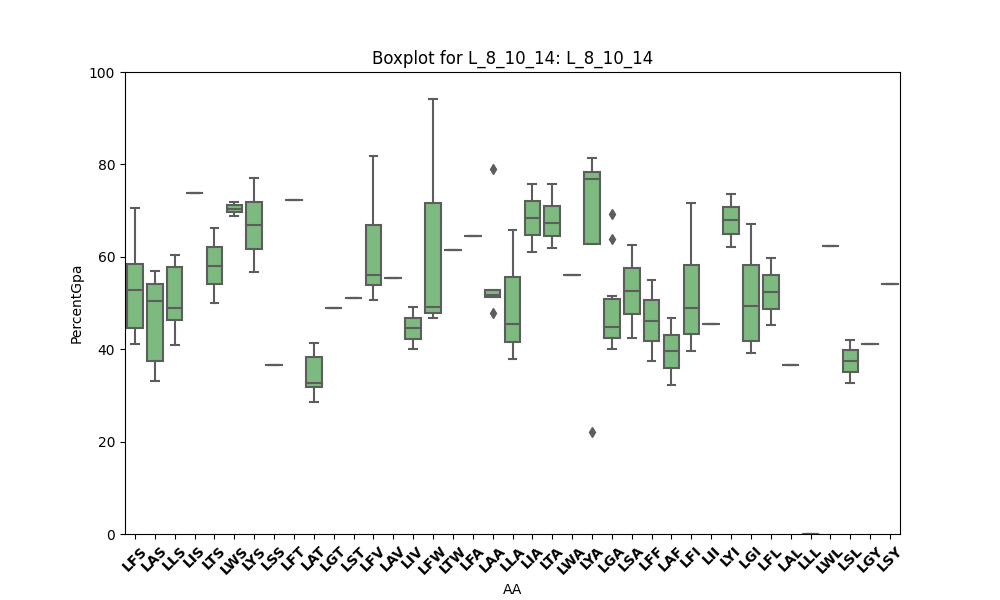 Boxplot for L_8_10_14: L_8_10_14
100
80
60
40
20
0
PercentGpa
LFS LAS LLS LIS LTS LWS LYS LSS LFT LAT LGT LST LFV LAV LIV LFW LTW LFA LAA LLA LIA LTA LWA LYA LGA LSA LFF LAF LFI LII LYI LGI LFL LAL LLL LWL LSL LGY LSY
AA